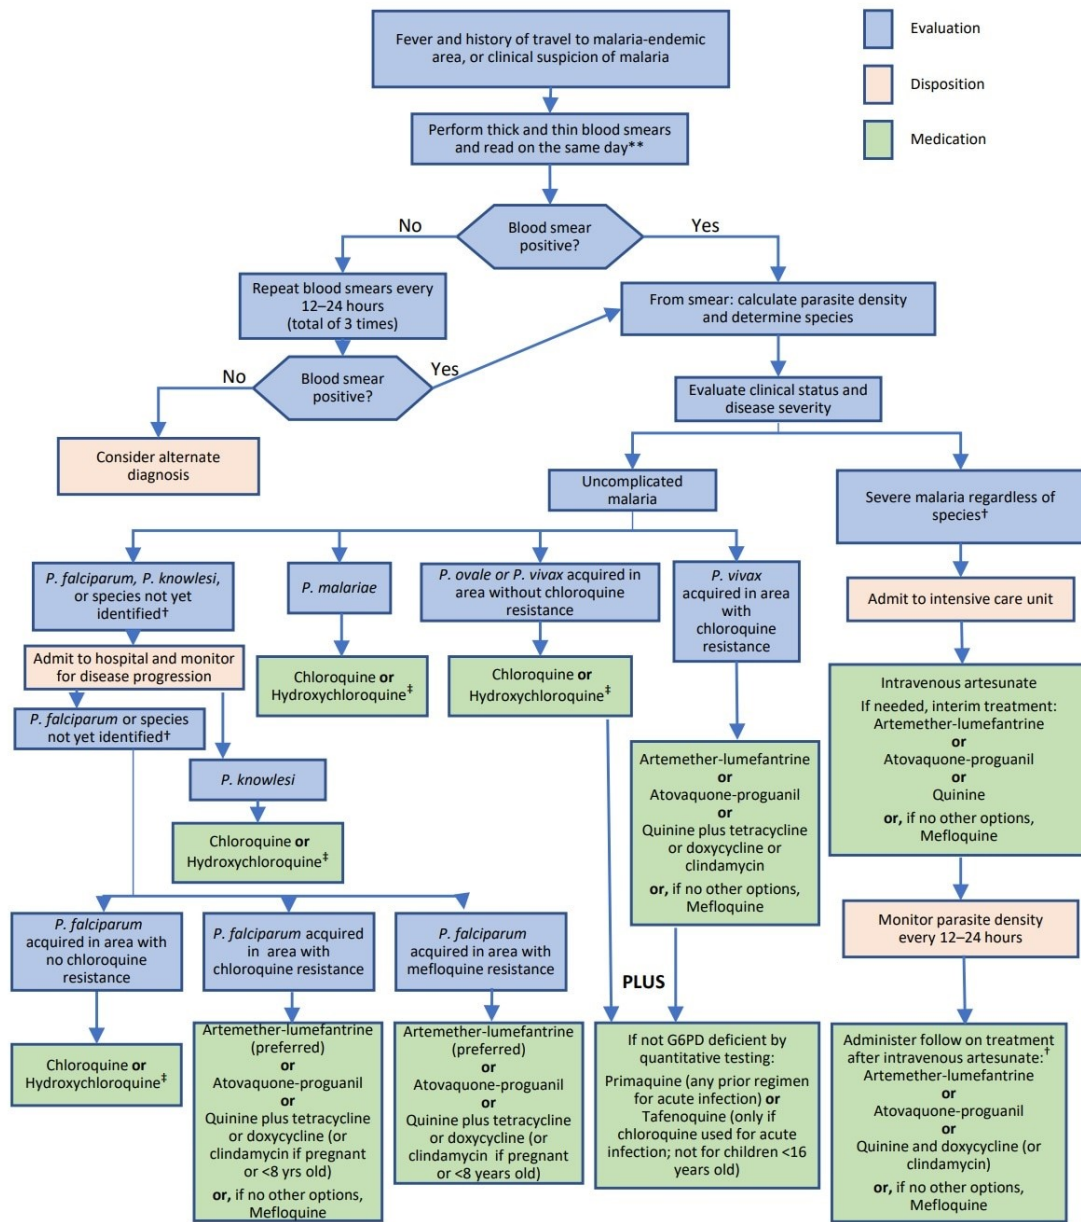 Fever and history of travel to malaria-endemic
area, or clinical suspicion of malaria
Evaluation
Disposition
Medication
Perform thick and thin blood smears
and read on the same day**
No
Blood smear
positive?
Yes
Repeat blood smears every
12–24 hours
(total of 3 times)
From smear: calculate parasite density
and determine species
No
Blood smear
positive?
Yes
Evaluate clinical status and
disease severity
Consider alternate
diagnosis
Uncomplicated
malaria
Severe malaria regardless of
species†
P. falciparum, P. knowlesi,
or species not yet
identified†
P. malariae
P. ovale or P. vivax acquired in
area without chloroquine
resistance
P. vivax
acquired in area
with
chloroquine
resistance
Admit to intensive care unit
Admit to hospital and monitor
for disease progression
Chloroquine or
Hydroxychloroquine‡
Chloroquine or
Hydroxychloroquine‡
Intravenous artesunate
If needed, interim treatment:
Artemether-lumefantrine
or
Atovaquone-proguanil
or
Quinine
or, if no other options,
Mefloquine
P. falciparum or species
not yet identified†
P. knowlesi
Chloroquine or
Hydroxychloroquine‡
Artemether-lumefantrine
or
Atovaquone-proguanil
or
Quinine plus tetracycline
or doxycycline or
clindamycin
or, if no other options,
Mefloquine
Monitor parasite density
every 12–24 hours
P. falciparum
acquired in area with
no chloroquine
resistance
P. falciparum acquired
in area with
chloroquine resistance
P. falciparum
acquired in area with
mefloquine resistance
PLUS
Chloroquine or
Hydroxychloroquine‡
Artemether-lumefantrine
(preferred)
or
Atovaquone-proguanil
or
Quinine plus tetracycline
or doxycycline (or
clindamycin if pregnant
or <8 yrs old)
or, if no other options,
Mefloquine
Artemether-lumefantrine
(preferred)
or
Atovaquone-proguanil
or
Quinine plus tetracycline
or doxycycline (or
clindamycin if pregnant
or <8 years old)
If not G6PD deficient by
quantitative testing:
Primaquine (any prior regimen
for acute infection) or
Tafenoquine (only if
chloroquine used for acute
infection; not for children <16
years old)
Administer follow on treatment
after intravenous artesunate:†
Artemether-lumefantrine
or
Atovaquone-proguanil
or
Quinine and doxycycline (or
clindamycin)
or, if no other options,
Mefloquine